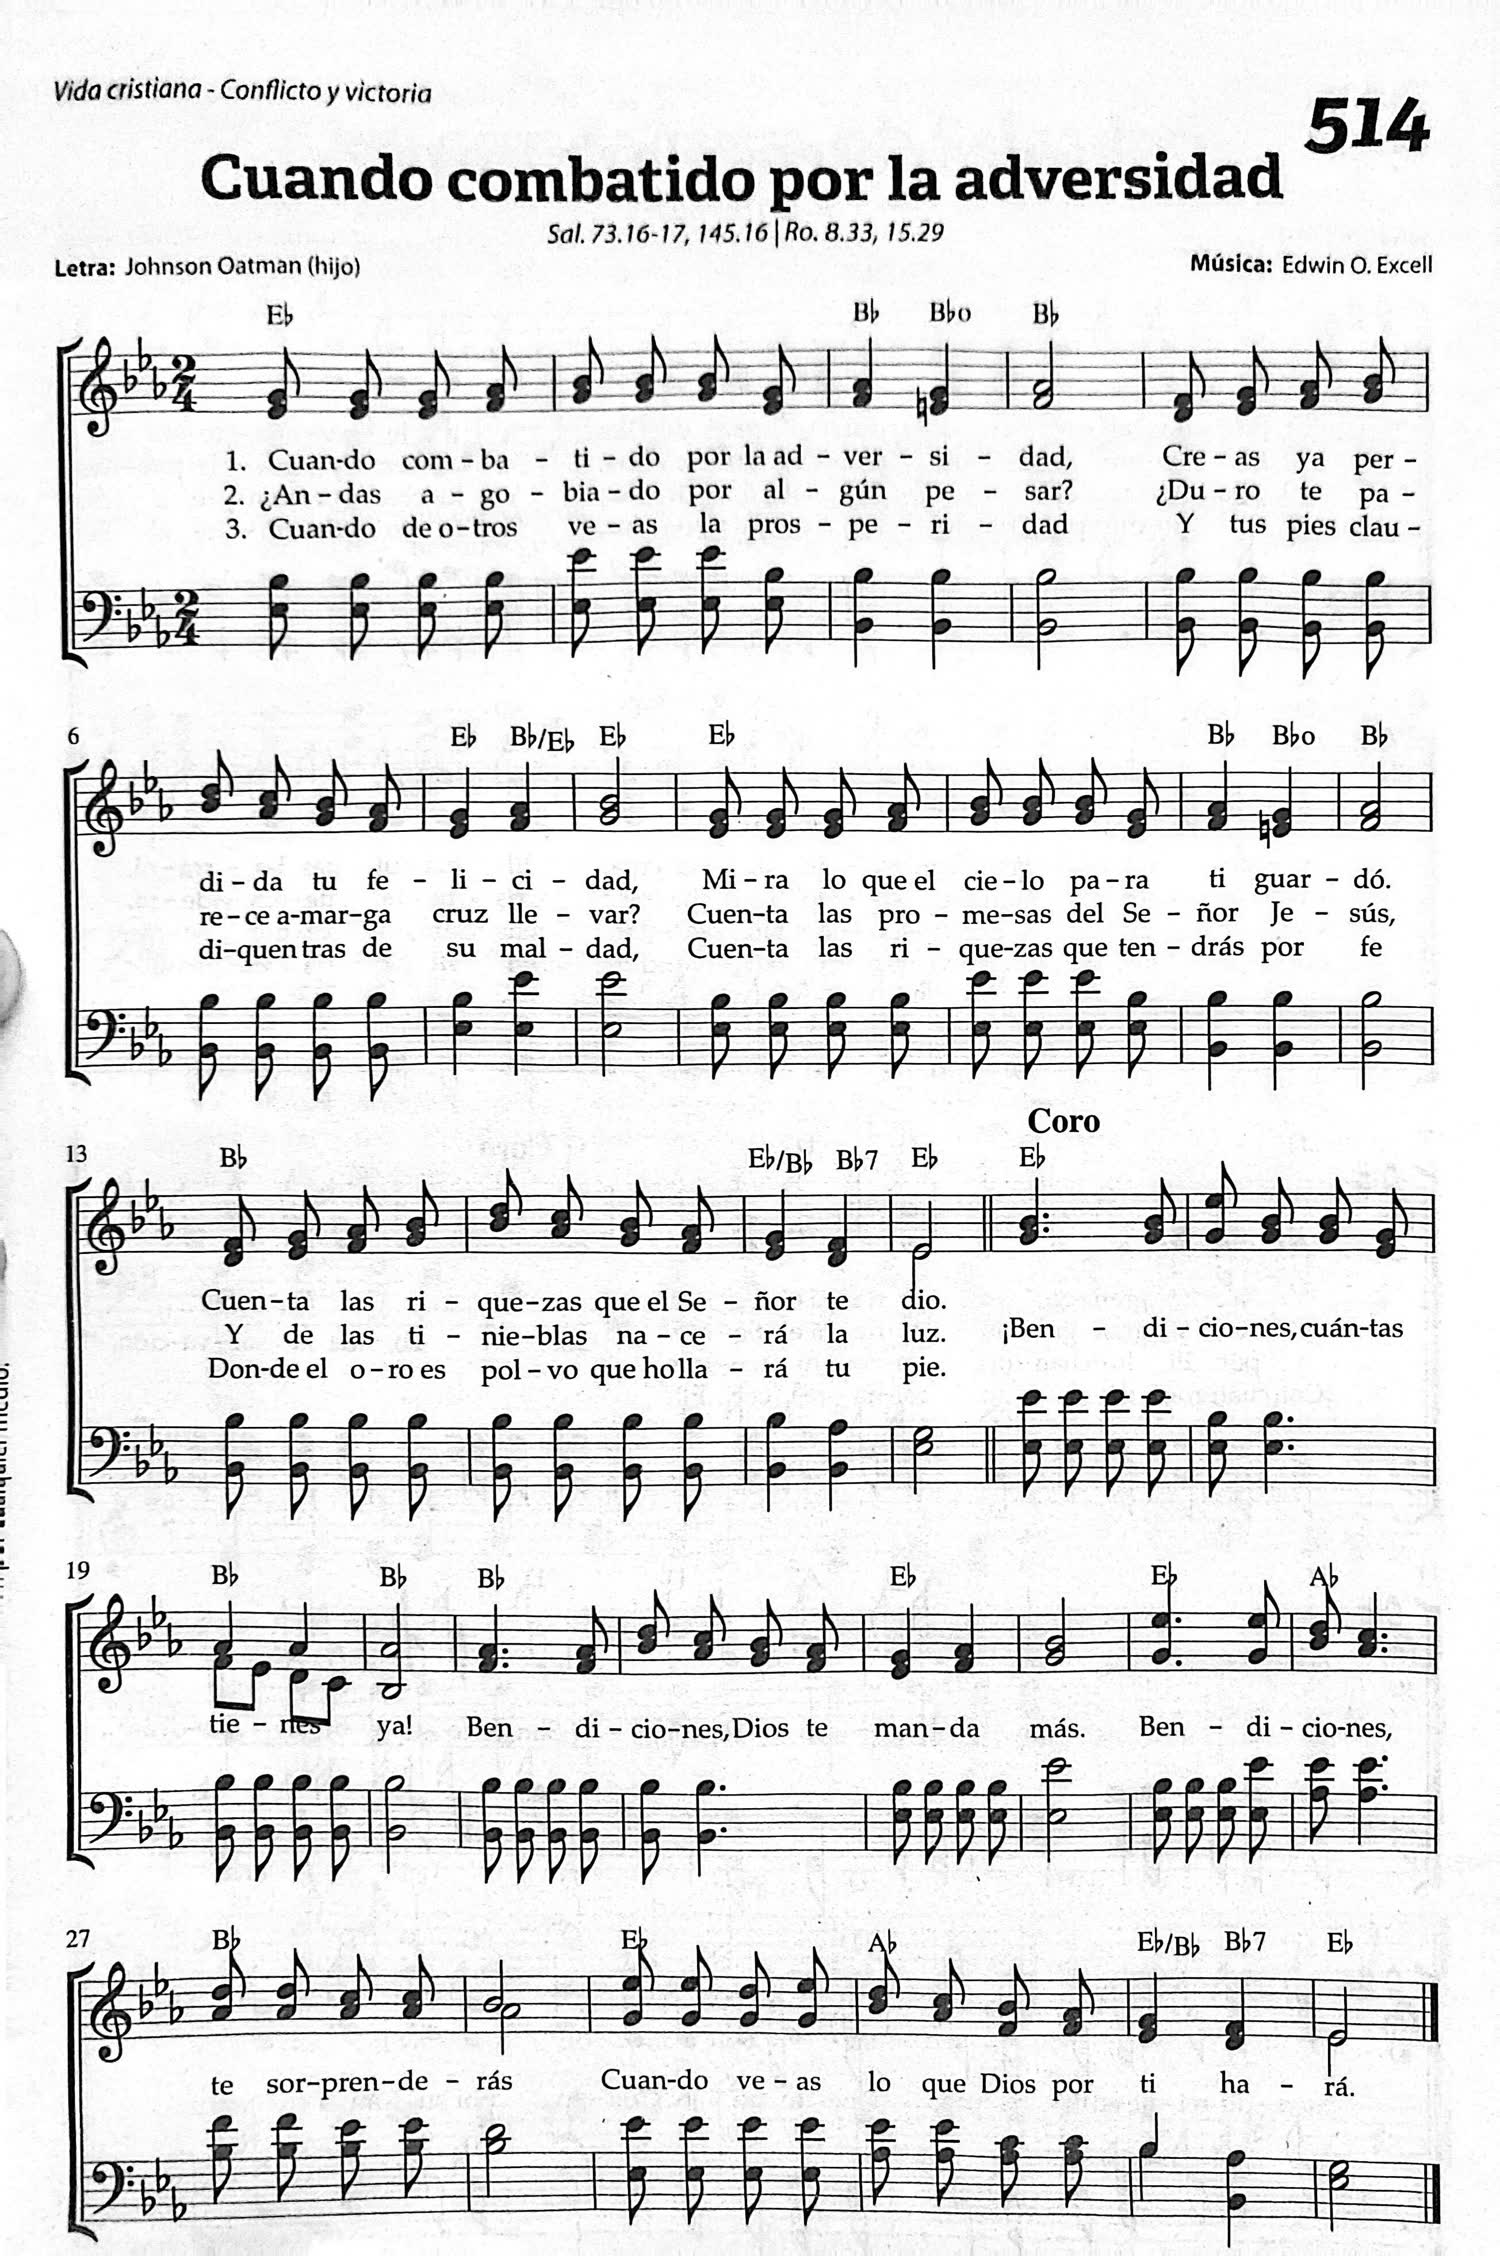 Vida cristiana - Conflicto y victoria
514
Cuando combatido por la adversidad
Sal. 73.16-17, 145.16 | Ro. 8.33, 15.29
Letra: Johnson Oatman (hijo)
Música: Edwin O. Excell
E♭ B♭ B♭o B♭
1. Cuan-do com – ba – ti – do por la ad – ver – si – dad, Cre – as ya per –
2. ¿An – das a – go – bia – do por al – gún pe – sar? ¿Du – ro te pa –
3. Cuan-do de o–tros ve – as la pros – pe – ri – dad Y tus pies clau –
6
E♭ B♭/E♭ E♭ E♭ B♭ B♭o B♭
di – da tu fe – li – ci – dad, Mi – ra lo que el cie – lo pa – ra ti guar – dó.
re – ce a–mar–ga cruz lle – var? Cuen–ta las pro – me–sas del Se – ñor Je – sús,
di–quen tras de su mal – dad, Cuen–ta las ri – que–zas que ten – drás por fe
Coro
13
B♭ E♭/B♭ B♭7 E♭ E♭
Cuen–ta las ri – que–zas que el Se – ñor te dio.
Y de las ti – nie–blas na – ce – rá la luz. ¡Ben – di – cio–nes, cuán–tas
Don-de el o – ro es pol – vo que ho lla – rá tu pie.
19
B♭ B♭ B♭ E♭ E♭ A♭
tie – nes ya! Ben – di – cio–nes, Dios te man–da más. Ben – di – cio-nes,
27
B♭ E♭ A♭ E♭/B♭ B♭7 E♭
te sor–pren–de – rás Cuan-do ve – as lo que Dios por ti ha – rá.